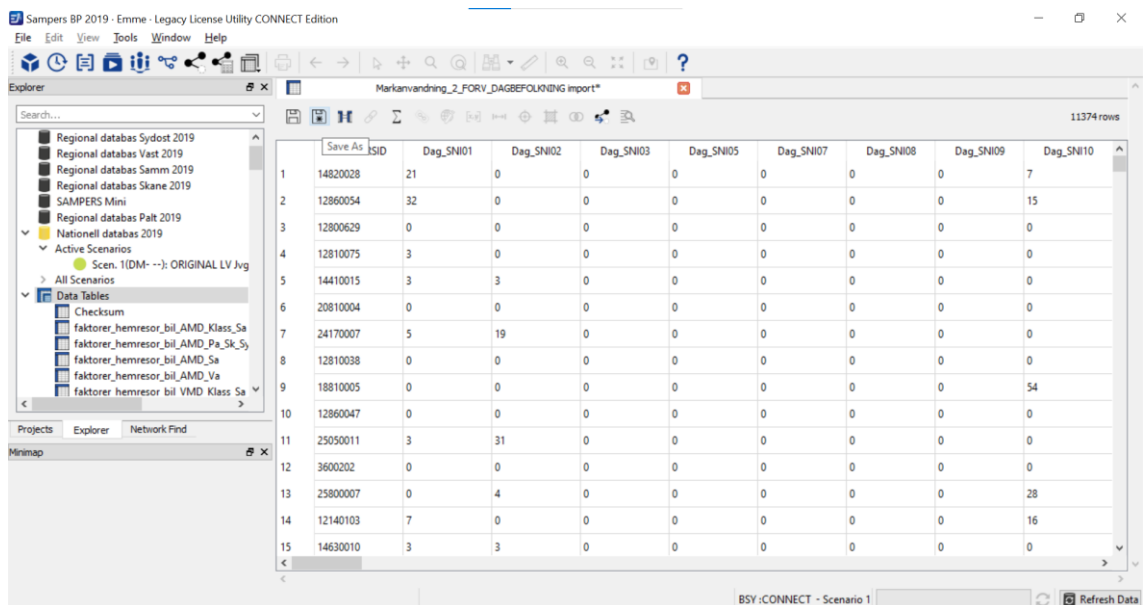 Sampers BP 2019 - Emme - Legacy License Utility CONNECT Edition
File Edit View Tools Window Help
Explorer
Markanvandning_2_FORV_DAGBEFOLKNING import*
Search...
11374 rows
Save As
SID Dag_SNI01 Dag_SNI02 Dag_SNI03 Dag_SNI05 Dag_SNI07 Dag_SNI08 Dag_SNI09 Dag_SNI10
Regional databas Sydost 2019
Regional databas Vast 2019
Regional databas Samm 2019
Regional databas Skane 2019
SAMPERS Mini
Regional databas Palt 2019
Nationell databas 2019
Active Scenarios
Scen. 1(DM- --): ORIGINAL LV Jvg
All Scenarios
Data Tables
Checksum
faktorer_hemresor_bil_AMD_Klass_Sa
faktorer_hemresor_bil_AMD_Pa_Sk_Sy
faktorer_hemresor_bil_AMD_Sa
faktorer_hemresor_bil_AMD_Va
faktorer_hemresor_bil_VMD_Klass_Sa
Projects Explorer Network Find
Minimap
1 14820028 21 0 0 0 0 0 0 7
2 12860054 32 0 0 0 0 0 0 15
3 12800629 0 0 0 0 0 0 0 0
4 12810075 3 0 0 0 0 0 0 0
5 14410015 3 3 0 0 0 0 0 0
6 20810004 0 0 0 0 0 0 0 0
7 24170007 5 19 0 0 0 0 0 0
8 12810038 0 0 0 0 0 0 0 0
9 18810005 0 0 0 0 0 0 0 54
10 12860047 0 0 0 0 0 0 0 0
11 25050011 3 31 0 0 0 0 0 0
12 3600202 0 0 0 0 0 0 0 0
13 25800007 0 4 0 0 0 0 0 28
14 12140103 7 0 0 0 0 0 0 16
15 14630010 3 3 0 0 0 0 0 0
BSY :CONNECT - Scenario 1
Refresh Data